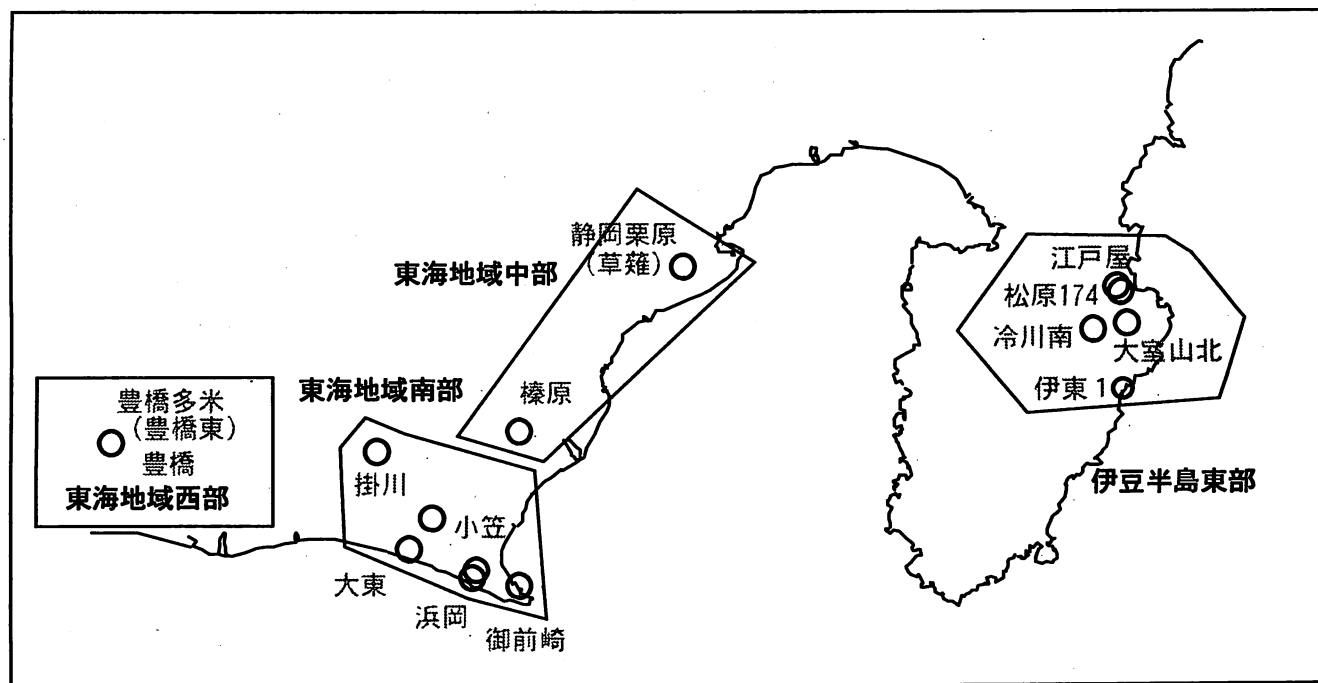 静岡栗原
(草薙)
東海地域中部
榛原
東海地域南部
掛川
小笠
大東
浜岡
御前崎
豊橋多米
(豊橋東)
豊橋
東海地域西部
江戸屋
松原174
冷川南
大室山北
伊東1
伊豆半島東部